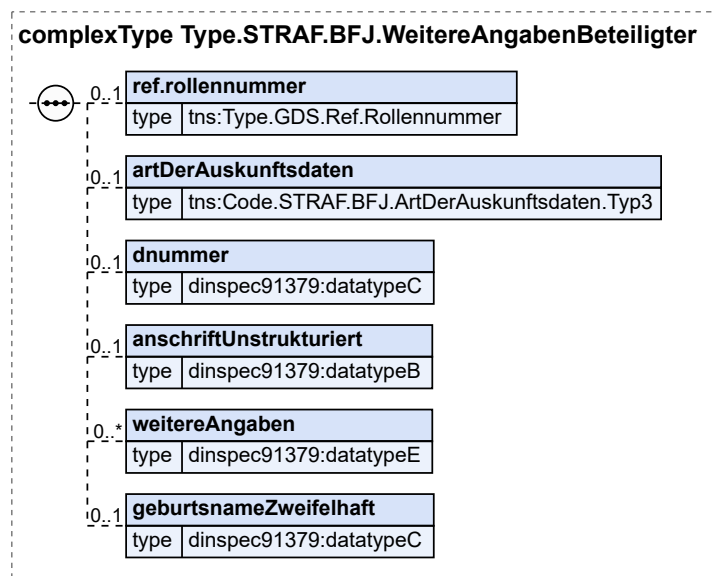 complexType Type.STRAF.BFJ.WeitereAngabenBeteiligter
0..1 ref.rollennummer
type tns:Type.GDS.Ref.Rollennummer
0..1 artDerAuskunftsdaten
type tns:Code.STRAF.BFJ.ArtDerAuskunftsdaten.Typ3
0..1 dnummer
type dinspec91379:datatypeC
0..1 anschriftUnstrukturiert
type dinspec91379:datatypeB
0..* weitereAngaben
type dinspec91379:datatypeE
0..1 geburtsnameZweifelhaft
type dinspec91379:datatypeC